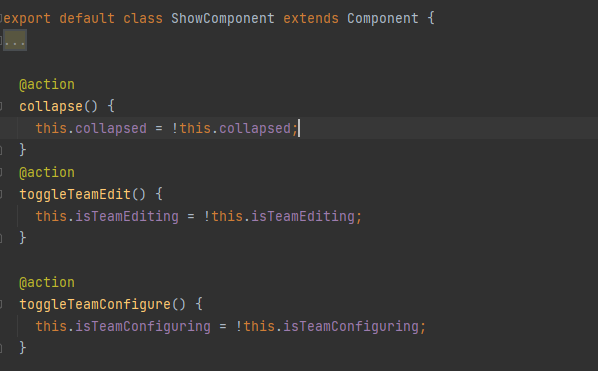 export default class ShowComponent extends Component {
...
@action
collapse() {
this.collapsed = !this.collapsed;
}
@action
toggleTeamEdit() {
this.isTeamEditing = !this.isTeamEditing;
}
@action
toggleTeamConfigure() {
this.isTeamConfiguring = !this.isTeamConfiguring;
}